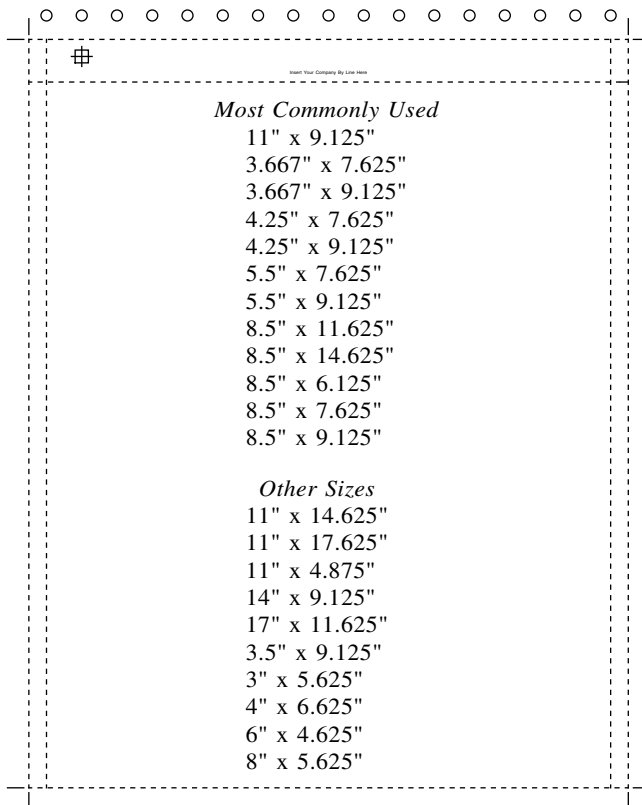 Insert Your Company By Line Here
Most Commonly Used
11" x 9.125"
3.667" x 7.625"
3.667" x 9.125"
4.25" x 7.625"
4.25" x 9.125"
5.5" x 7.625"
5.5" x 9.125"
8.5" x 11.625"
8.5" x 14.625"
8.5" x 6.125"
8.5" x 7.625"
8.5" x 9.125"
Other Sizes
11" x 14.625"
11" x 17.625"
11" x 4.875"
14" x 9.125"
17" x 11.625"
3.5" x 9.125"
3" x 5.625"
4" x 6.625"
6" x 4.625"
8" x 5.625"